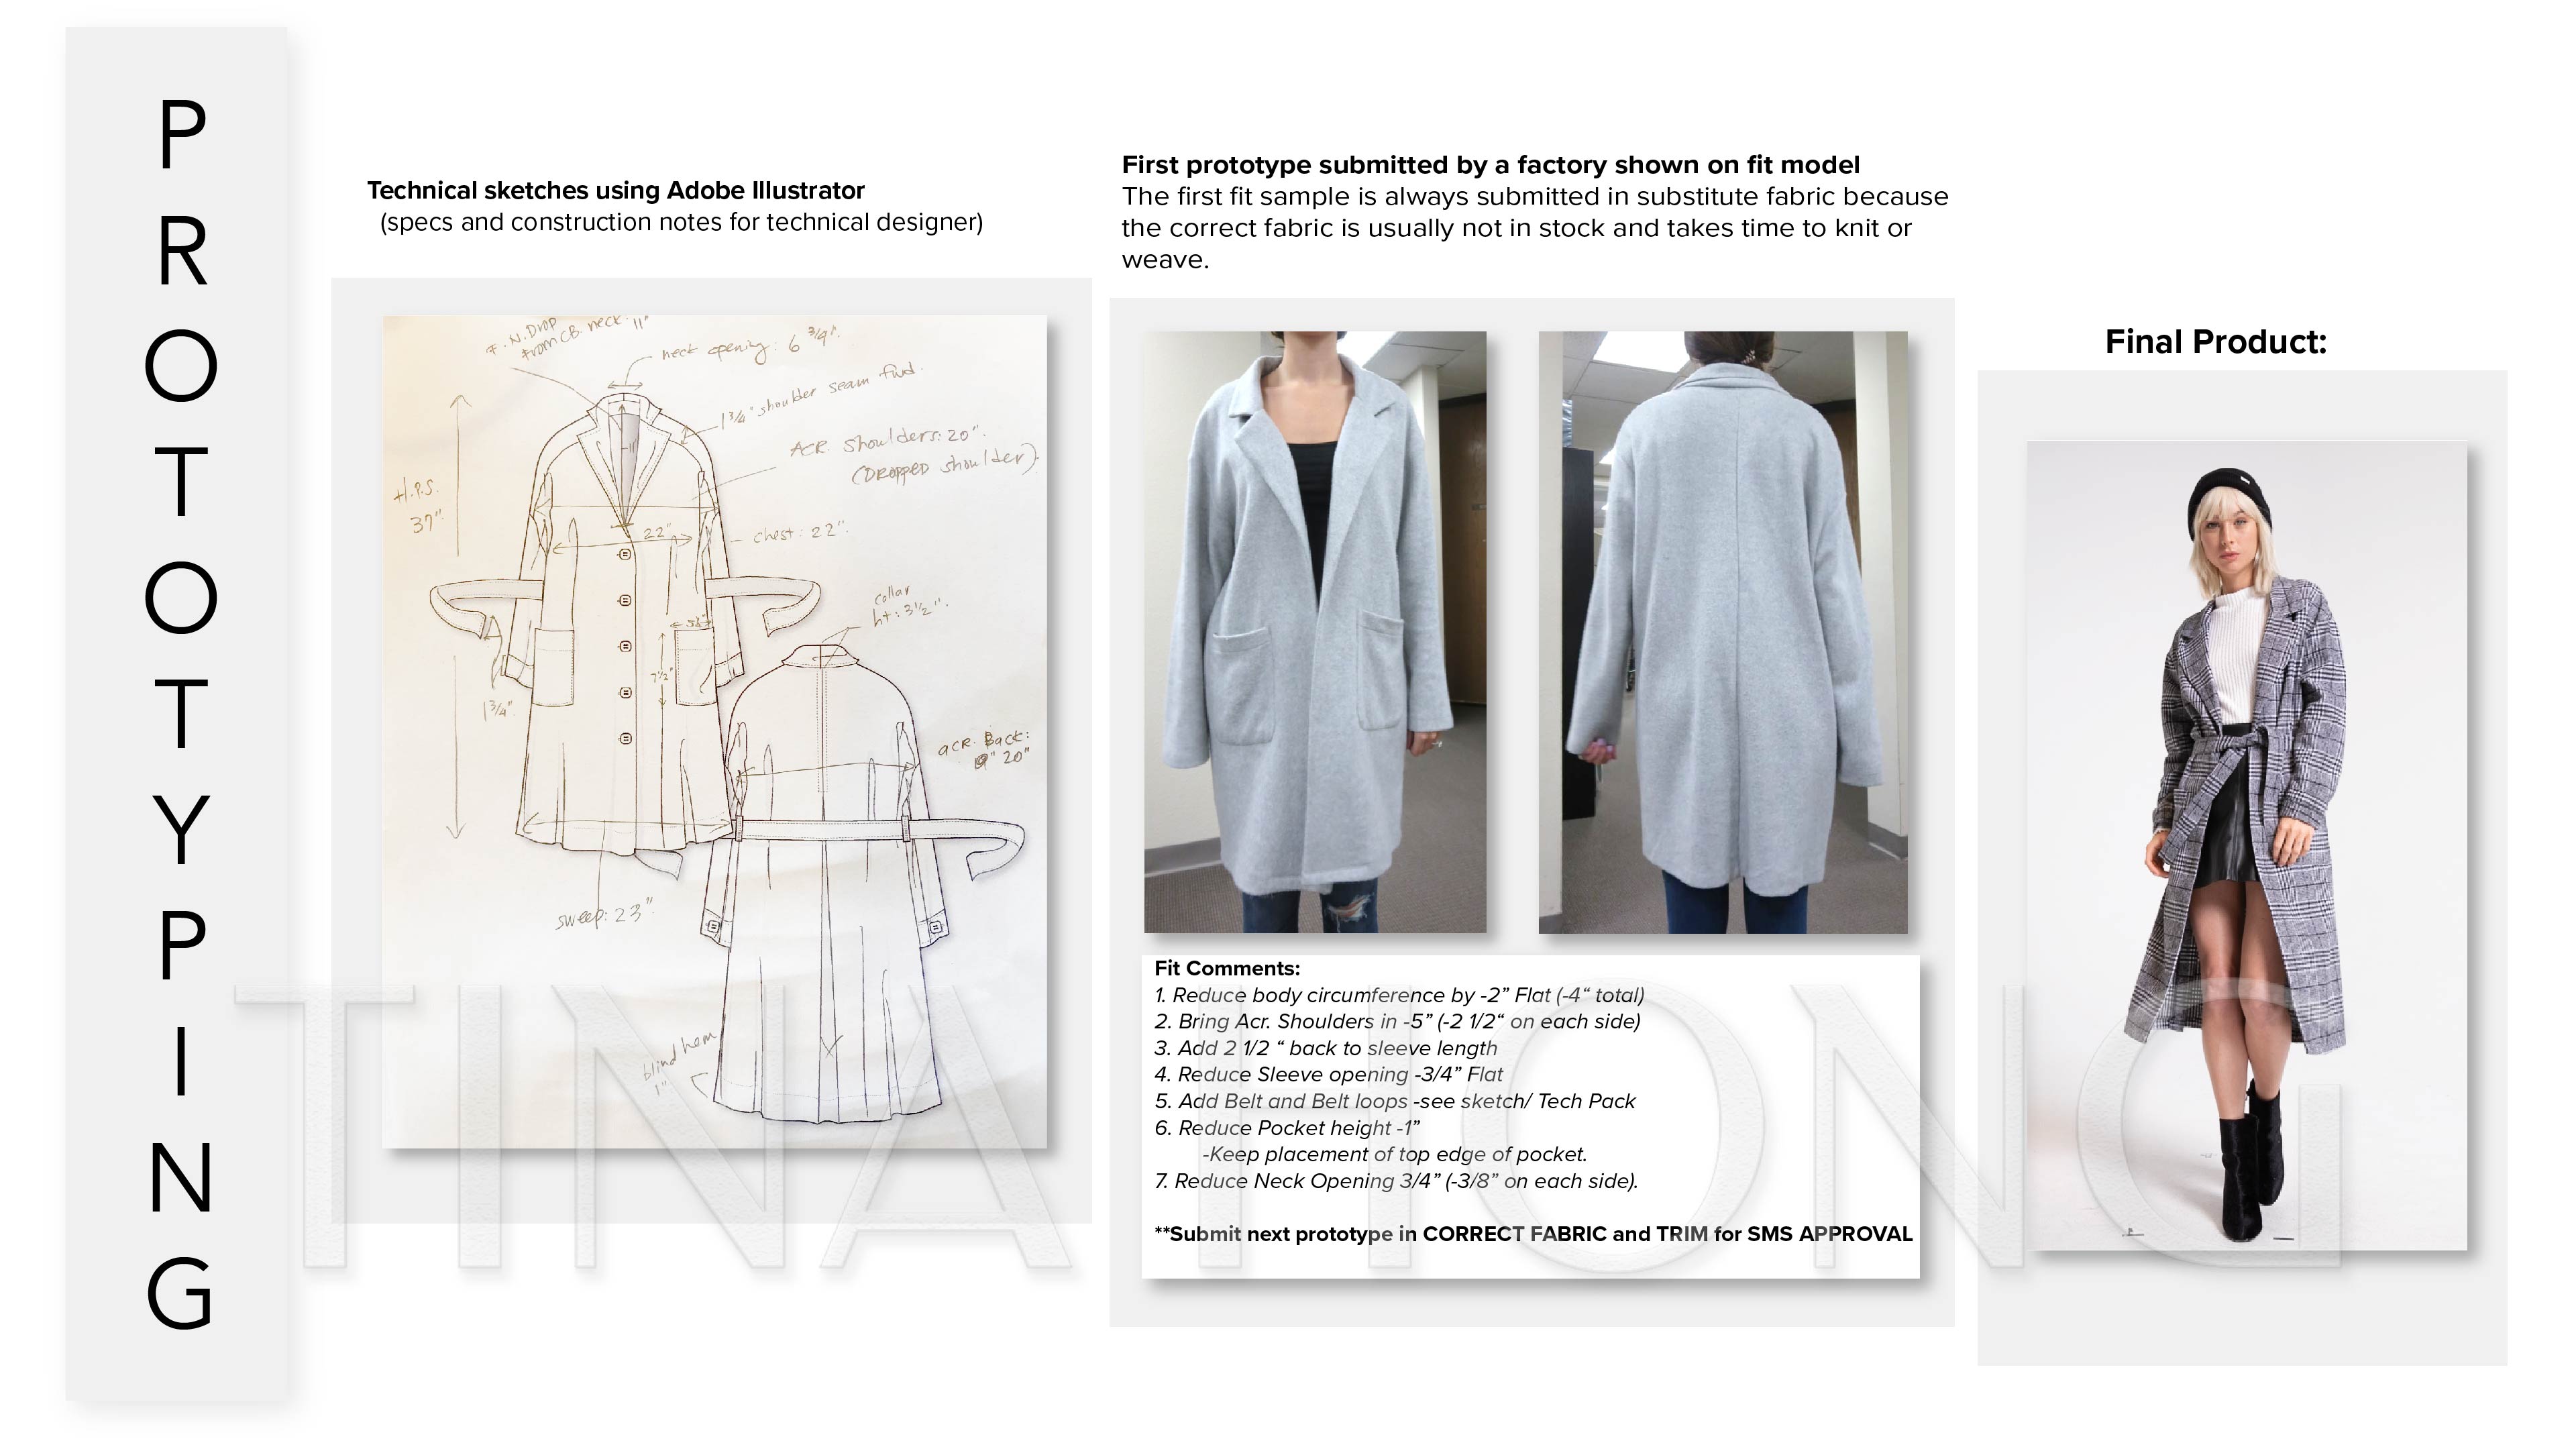 PROTOTYPING
Technical sketches using Adobe Illustrator
(specs and construction notes for technical designer)
F.N. Drop
from CB. neck: 11"
neck opening: 6 3/4".
1 3/4" shoulder seam fwd.
Acr. Shoulders: 20".
(Dropped shoulder).
H.P.S.
37"
11"
22"
chest: 22".
collar
ht: 3 1/2".
7 1/2"
1 3/4".
acr. Back:
20"
sweep: 23"
blind hem
1"
First prototype submitted by a factory shown on fit model
The first fit sample is always submitted in substitute fabric because
the correct fabric is usually not in stock and takes time to knit or
weave.
Fit Comments:
1. Reduce body circumference by -2” Flat (-4“ total)
2. Bring Acr. Shoulders in -5” (-2 1/2“ on each side)
3. Add 2 1/2 “ back to sleeve length
4. Reduce Sleeve opening -3/4” Flat
5. Add Belt and Belt loops -see sketch/ Tech Pack
6. Reduce Pocket height -1”
-Keep placement of top edge of pocket.
7. Reduce Neck Opening 3/4” (-3/8” on each side).
**Submit next prototype in CORRECT FABRIC and TRIM for SMS APPROVAL
Final Product:
TINA HONG